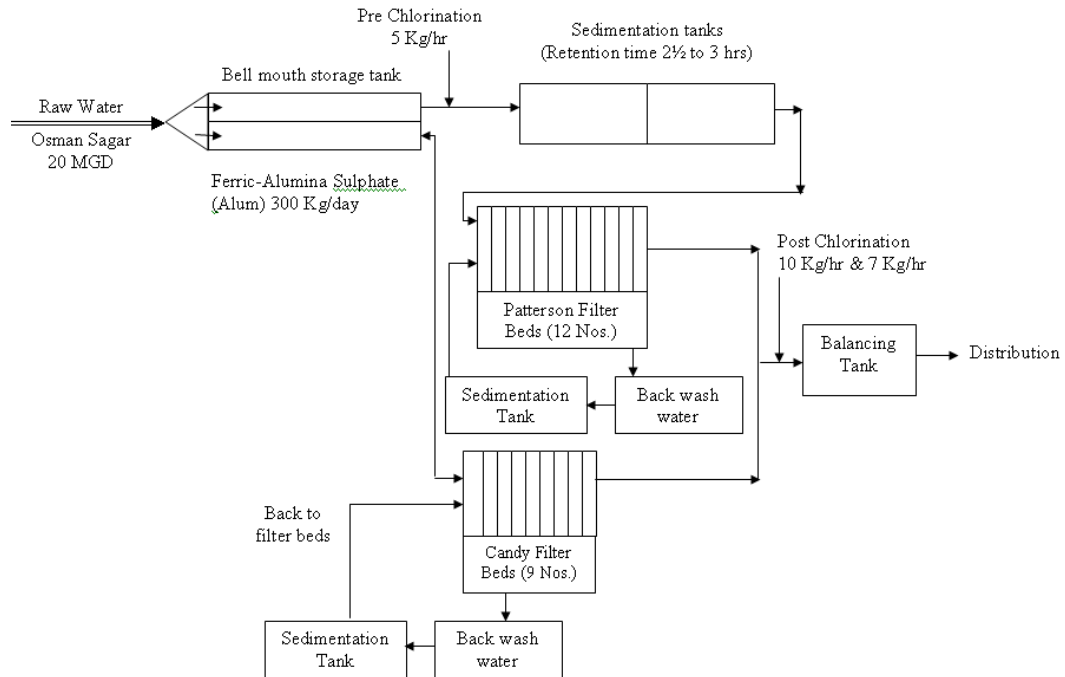 Pre Chlorination
5 Kg/hr
Sedimentation tanks
(Retention time 2½ to 3 hrs)
Bell mouth storage tank
Raw Water
Osman Sagar
20 MGD
Ferric-Alumina Sulphate
(Alum) 300 Kg/day
Post Chlorination
10 Kg/hr & 7 Kg/hr
Patterson Filter
Beds (12 Nos.)
Balancing
Tank
Distribution
Sedimentation
Tank
Back wash
water
Back to
filter beds
Candy Filter
Beds (9 Nos.)
Sedimentation
Tank
Back wash
water